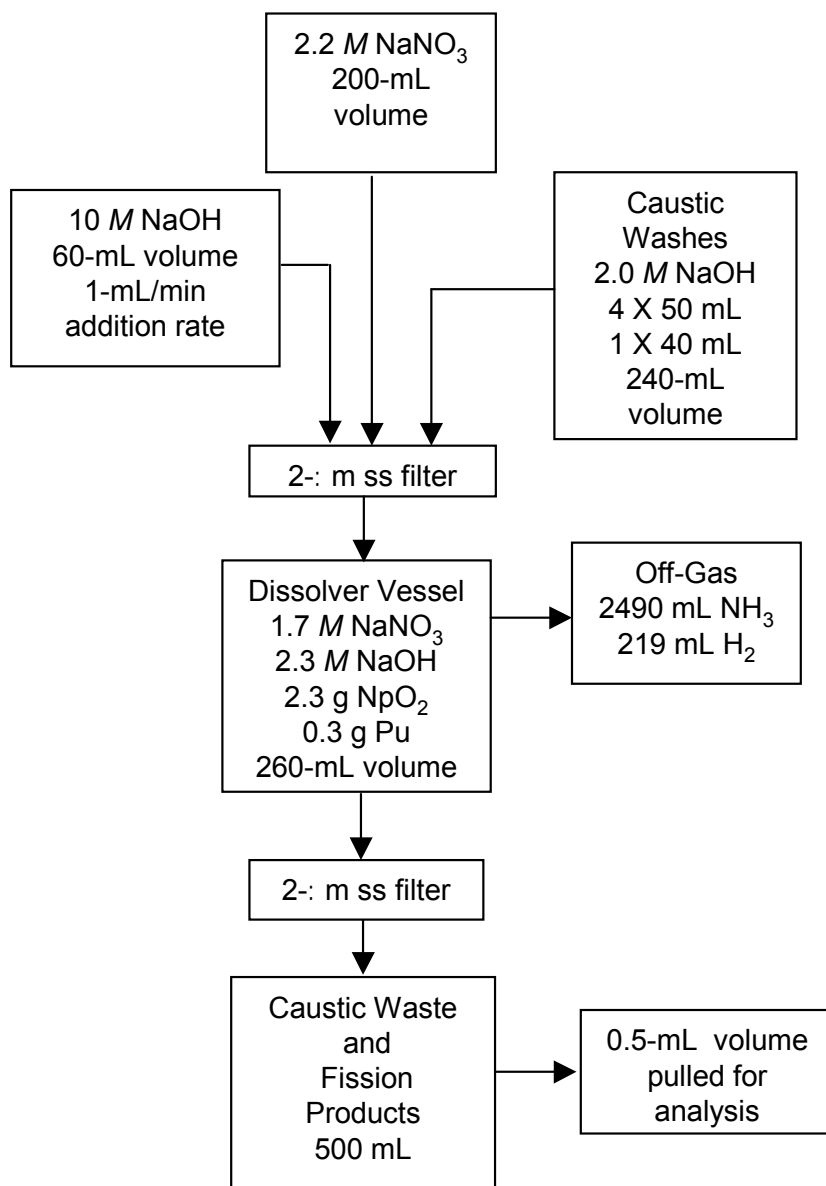 2.2 M NaNO₃
200-mL
volume
10 M NaOH
60-mL volume
1-mL/min
addition rate
Caustic
Washes
2.0 M NaOH
4 X 50 mL
1 X 40 mL
240-mL
volume
2-: m ss filter
Dissolver Vessel
1.7 M NaNO₃
2.3 M NaOH
2.3 g NpO₂
0.3 g Pu
260-mL volume
Off-Gas
2490 mL NH₃
219 mL H₂
2-: m ss filter
Caustic Waste
and
Fission
Products
500 mL
0.5-mL volume
pulled for
analysis